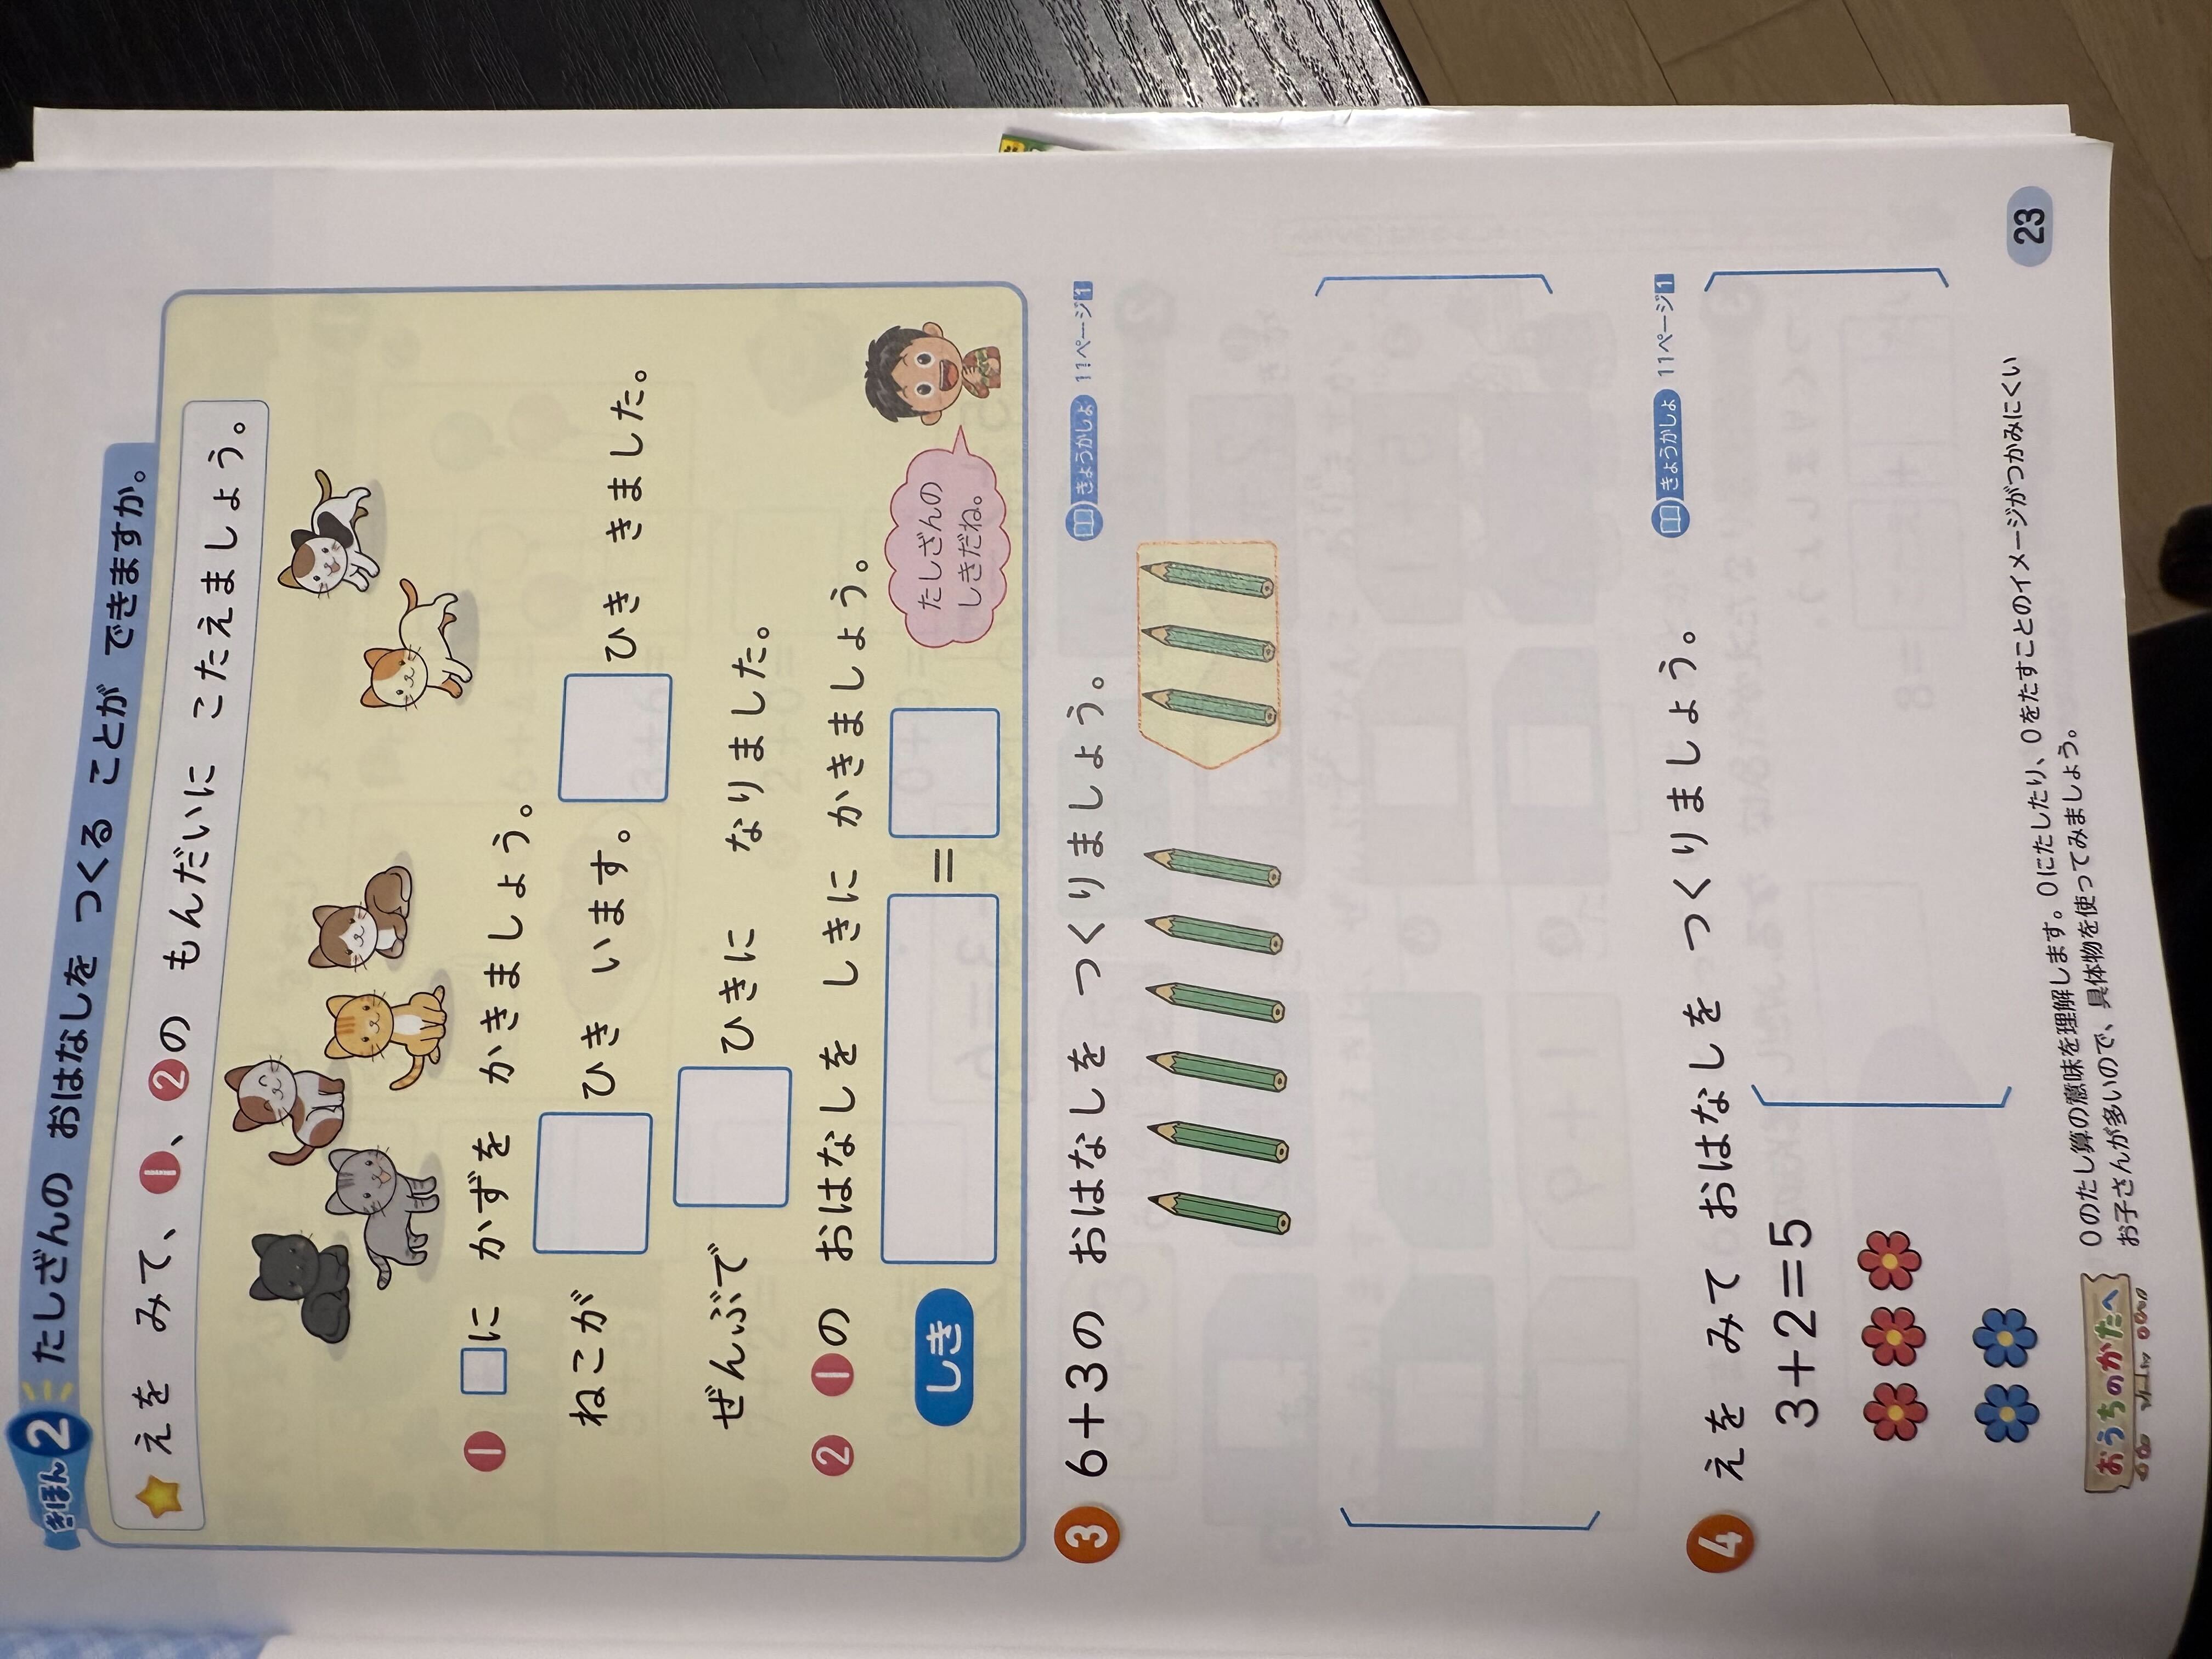 きほん2 たしざんの おはなしを つくる ことが できますか。
えを みて、❶、❷の もんだいに こたえましょう。
❶ □に かずを かきましょう。
ねこが □ ひき います。 □ ひき きました。
ぜんぶで □ ひきに なりました。
❷ ❶の おはなしを しきに かきましょう。
しき □ = □
たしざんの
しきだね。
3 6+3の おはなしを つくりましょう。
きょうかしょ 11ページ1
4 えを みて おはなしを つくりましょう。
きょうかしょ 11ページ1
3+2=5
おうちのかたへ
0のたし算の意味を理解します。0にたしたり、0をたすことのイメージがつかみにくい
お子さんが多いので、具体物を使ってみましょう。
23